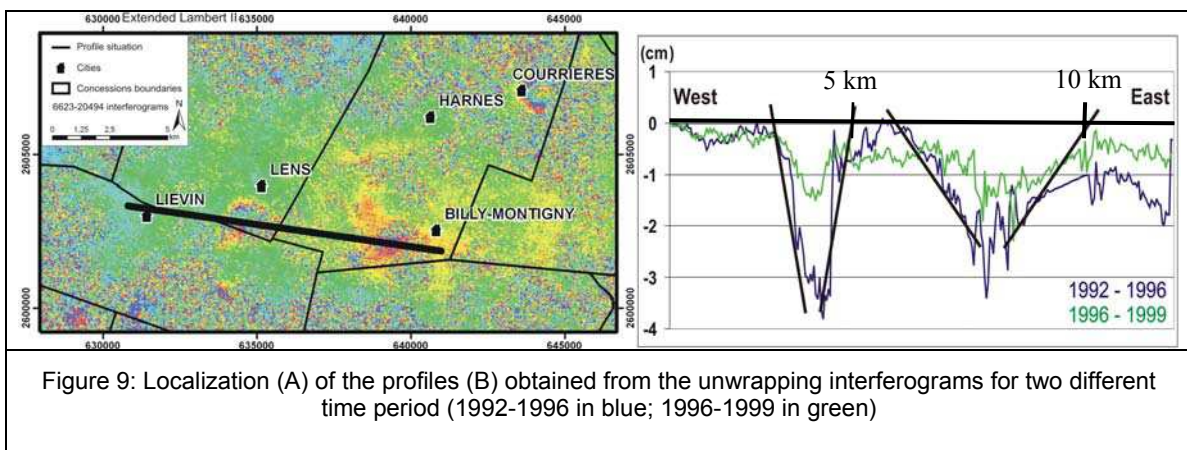 630000
Extended Lambert II
640000
645000
Profile situation
Cities
Concessions boundaries
6623-20494 interferograms
N
0 1.25 2.5 5
km
COURRIERES
HARNES
LENS
LIEVIN
BILLY-MONTIGNY
2605000
2600000
2605000
2600000
630000
635000
640000
645000
(cm)
1
0
-1
-2
-3
-4
West
5 km
10 km
East
1992 - 1996
1996 - 1999
Figure 9: Localization (A) of the profiles (B) obtained from the unwrapping interferograms for two different
time period (1992-1996 in blue; 1996-1999 in green)